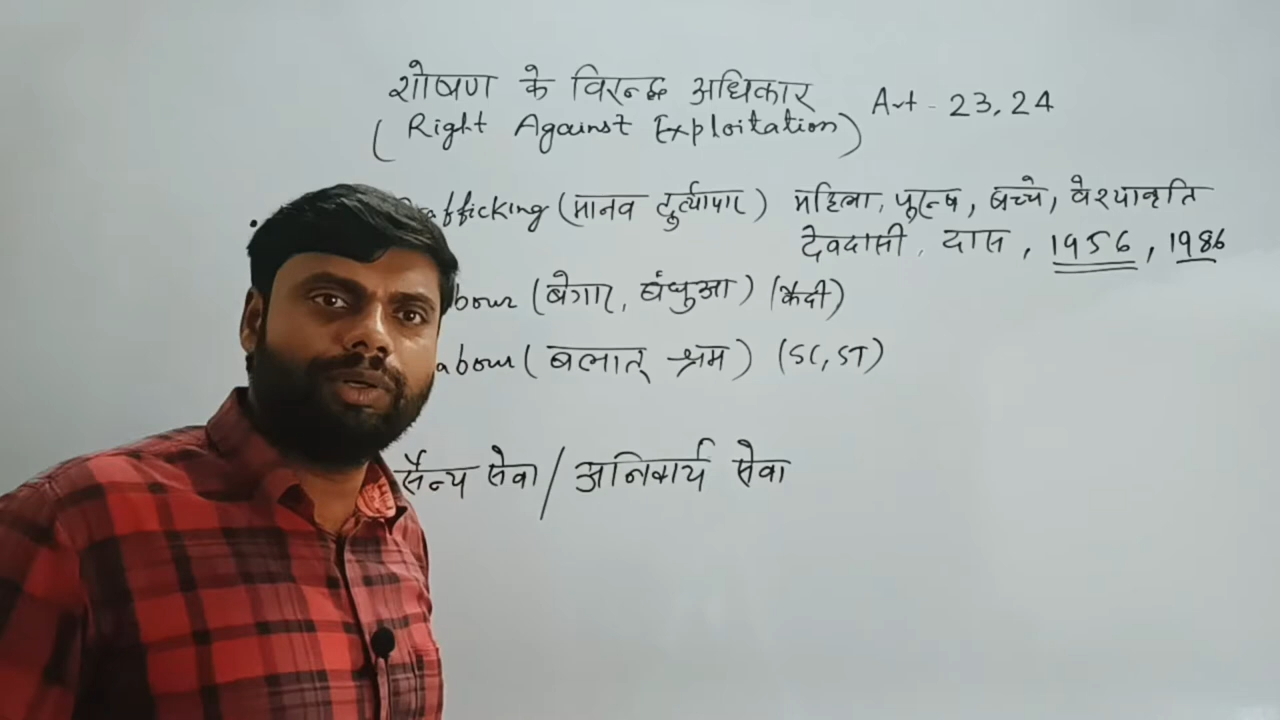 शोषण के विरुद्ध अधिकार Art - 23, 24
(Right Against Exploitation)
afficking (मानव दुर्व्यापार) महिला, पुरुष, बच्चे, वेश्यावृति
देवदासी, दास, 1956, 1986
bour (बेगार, बंधुआ) (कैदी)
abour (बलात् श्रम) (SC, ST)
सैन्य सेवा / अनिवार्य सेवा